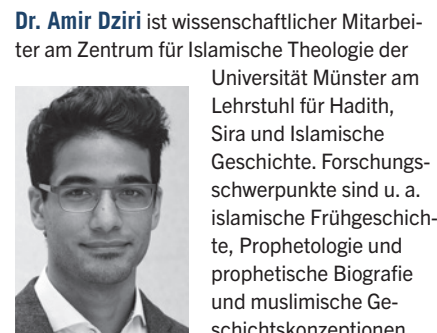 Dr. Amir Dziri ist wissenschaftlicher Mitarbei-
ter am Zentrum für Islamische Theologie der
Universität Münster am
Lehrstuhl für Hadith,
Sira und Islamische
Geschichte. Forschungs-
schwerpunkte sind u. a.
islamische Frühgeschich-
te, Prophetologie und
prophetische Biografie
und muslimische Ge-
schichtskonzeptionen